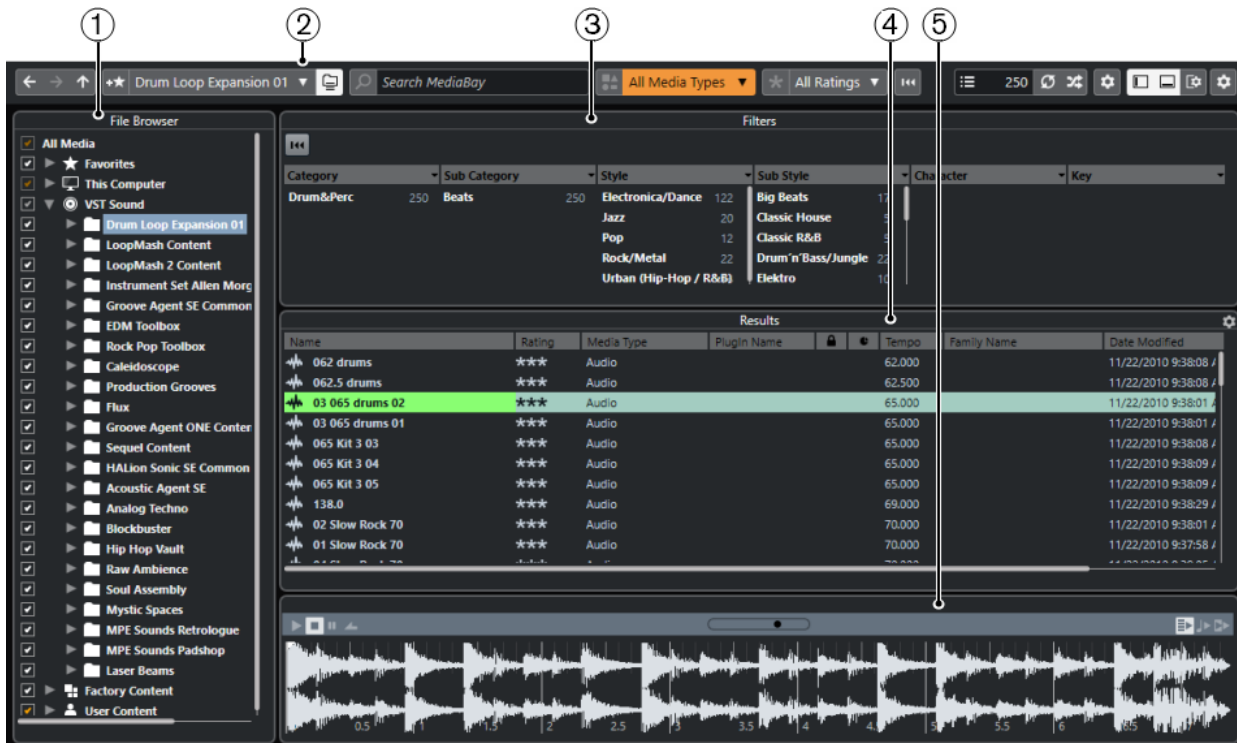 1 2 3 4 5
Drum Loop Expansion 01 Search MediaBay All Media Types All Ratings 250
File Browser
All Media
Favorites
This Computer
VST Sound
Drum Loop Expansion 01
LoopMash Content
LoopMash 2 Content
Instrument Set Allen Morg
Groove Agent SE Common
EDM Toolbox
Rock Pop Toolbox
Caleidoscope
Production Grooves
Flux
Groove Agent ONE Conter
Sequel Content
HALion Sonic SE Common
Acoustic Agent SE
Analog Techno
Blockbuster
Hip Hop Vault
Raw Ambience
Soul Assembly
Mystic Spaces
MPE Sounds Retrologue
MPE Sounds Padshop
Laser Beams
Factory Content
User Content
Filters
Category Sub Category Style Sub Style Character Key
Drum&Perc 250 Beats 250 Electronica/Dance 122 Big Beats
Jazz 20 Classic House
Pop 12 Classic R&B
Rock/Metal 22 Drum´n´Bass/Jungle 22
Urban (Hip-Hop / R&B) Elektro
Results
Name Rating Media Type PlugIn Name Tempo Family Name Date Modified
062 drums *** Audio 62.000 11/22/2010 9:38:08
062.5 drums *** Audio 62.500 11/22/2010 9:38:08
03 065 drums 02 *** Audio 65.000 11/22/2010 9:38:01
03 065 drums 01 *** Audio 65.000 11/22/2010 9:38:01
065 Kit 3 03 *** Audio 65.000 11/22/2010 9:38:08
065 Kit 3 04 *** Audio 65.000 11/22/2010 9:38:09
065 Kit 3 05 *** Audio 65.000 11/22/2010 9:38:09
138.0 *** Audio 69.000 11/22/2010 9:38:29
02 Slow Rock 70 *** Audio 70.000 11/22/2010 9:38:01
01 Slow Rock 70 *** Audio 70.000 11/22/2010 9:37:58
0.5 1 1.5 2 2.5 3 3.5 4 4. 5 6 6.5